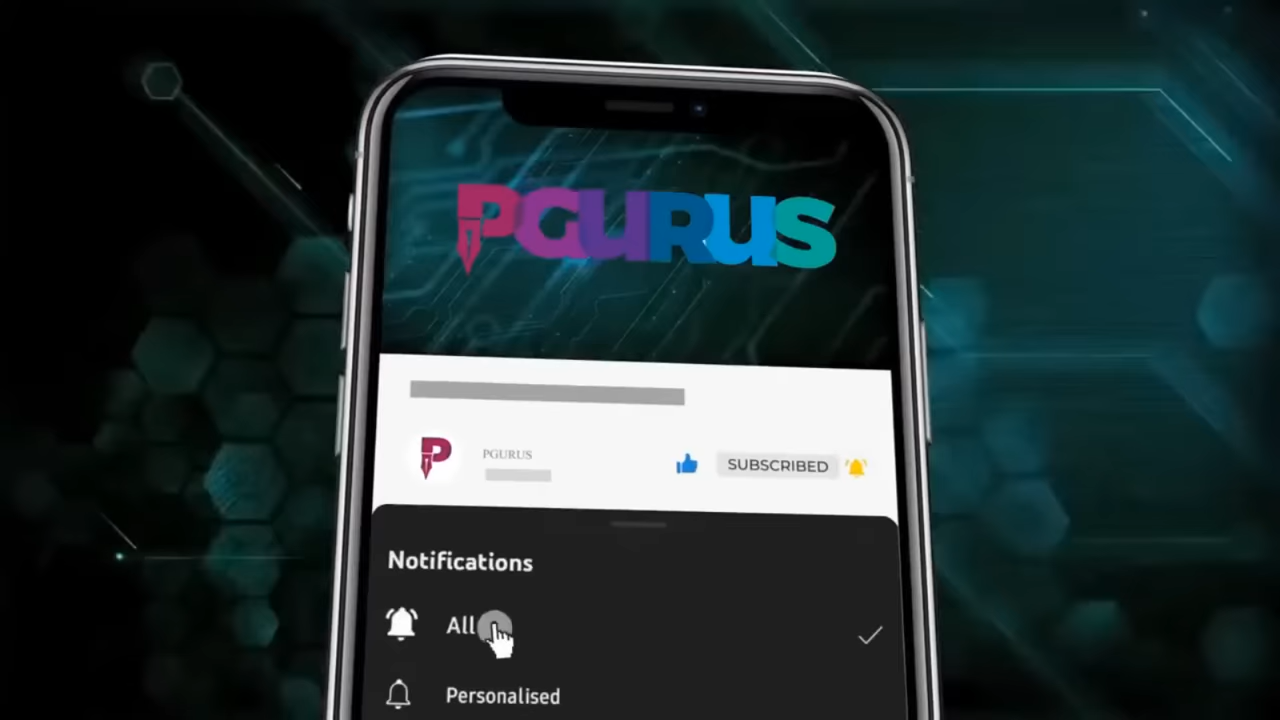 PGURUS
P
PGURUS
SUBSCRIBED
Notifications
All
Personalised